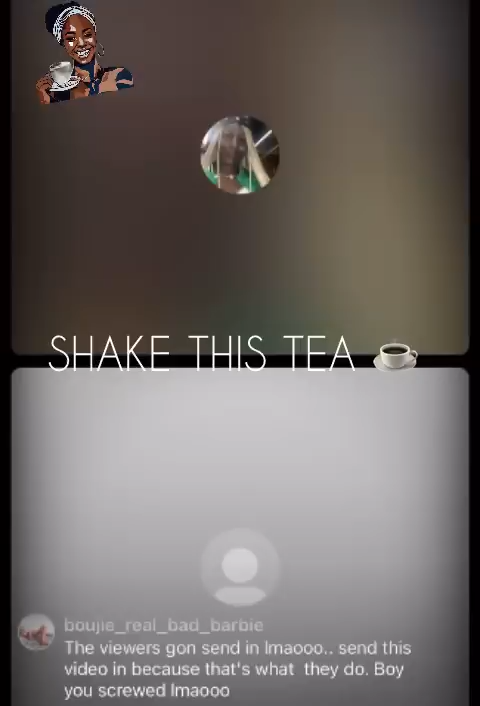 SHAKE THIS TEA
boujie_real_bad_barbie
The viewers gon send in lmaooo.. send this
video in because that's what they do. Boy
you screwed lmaooo